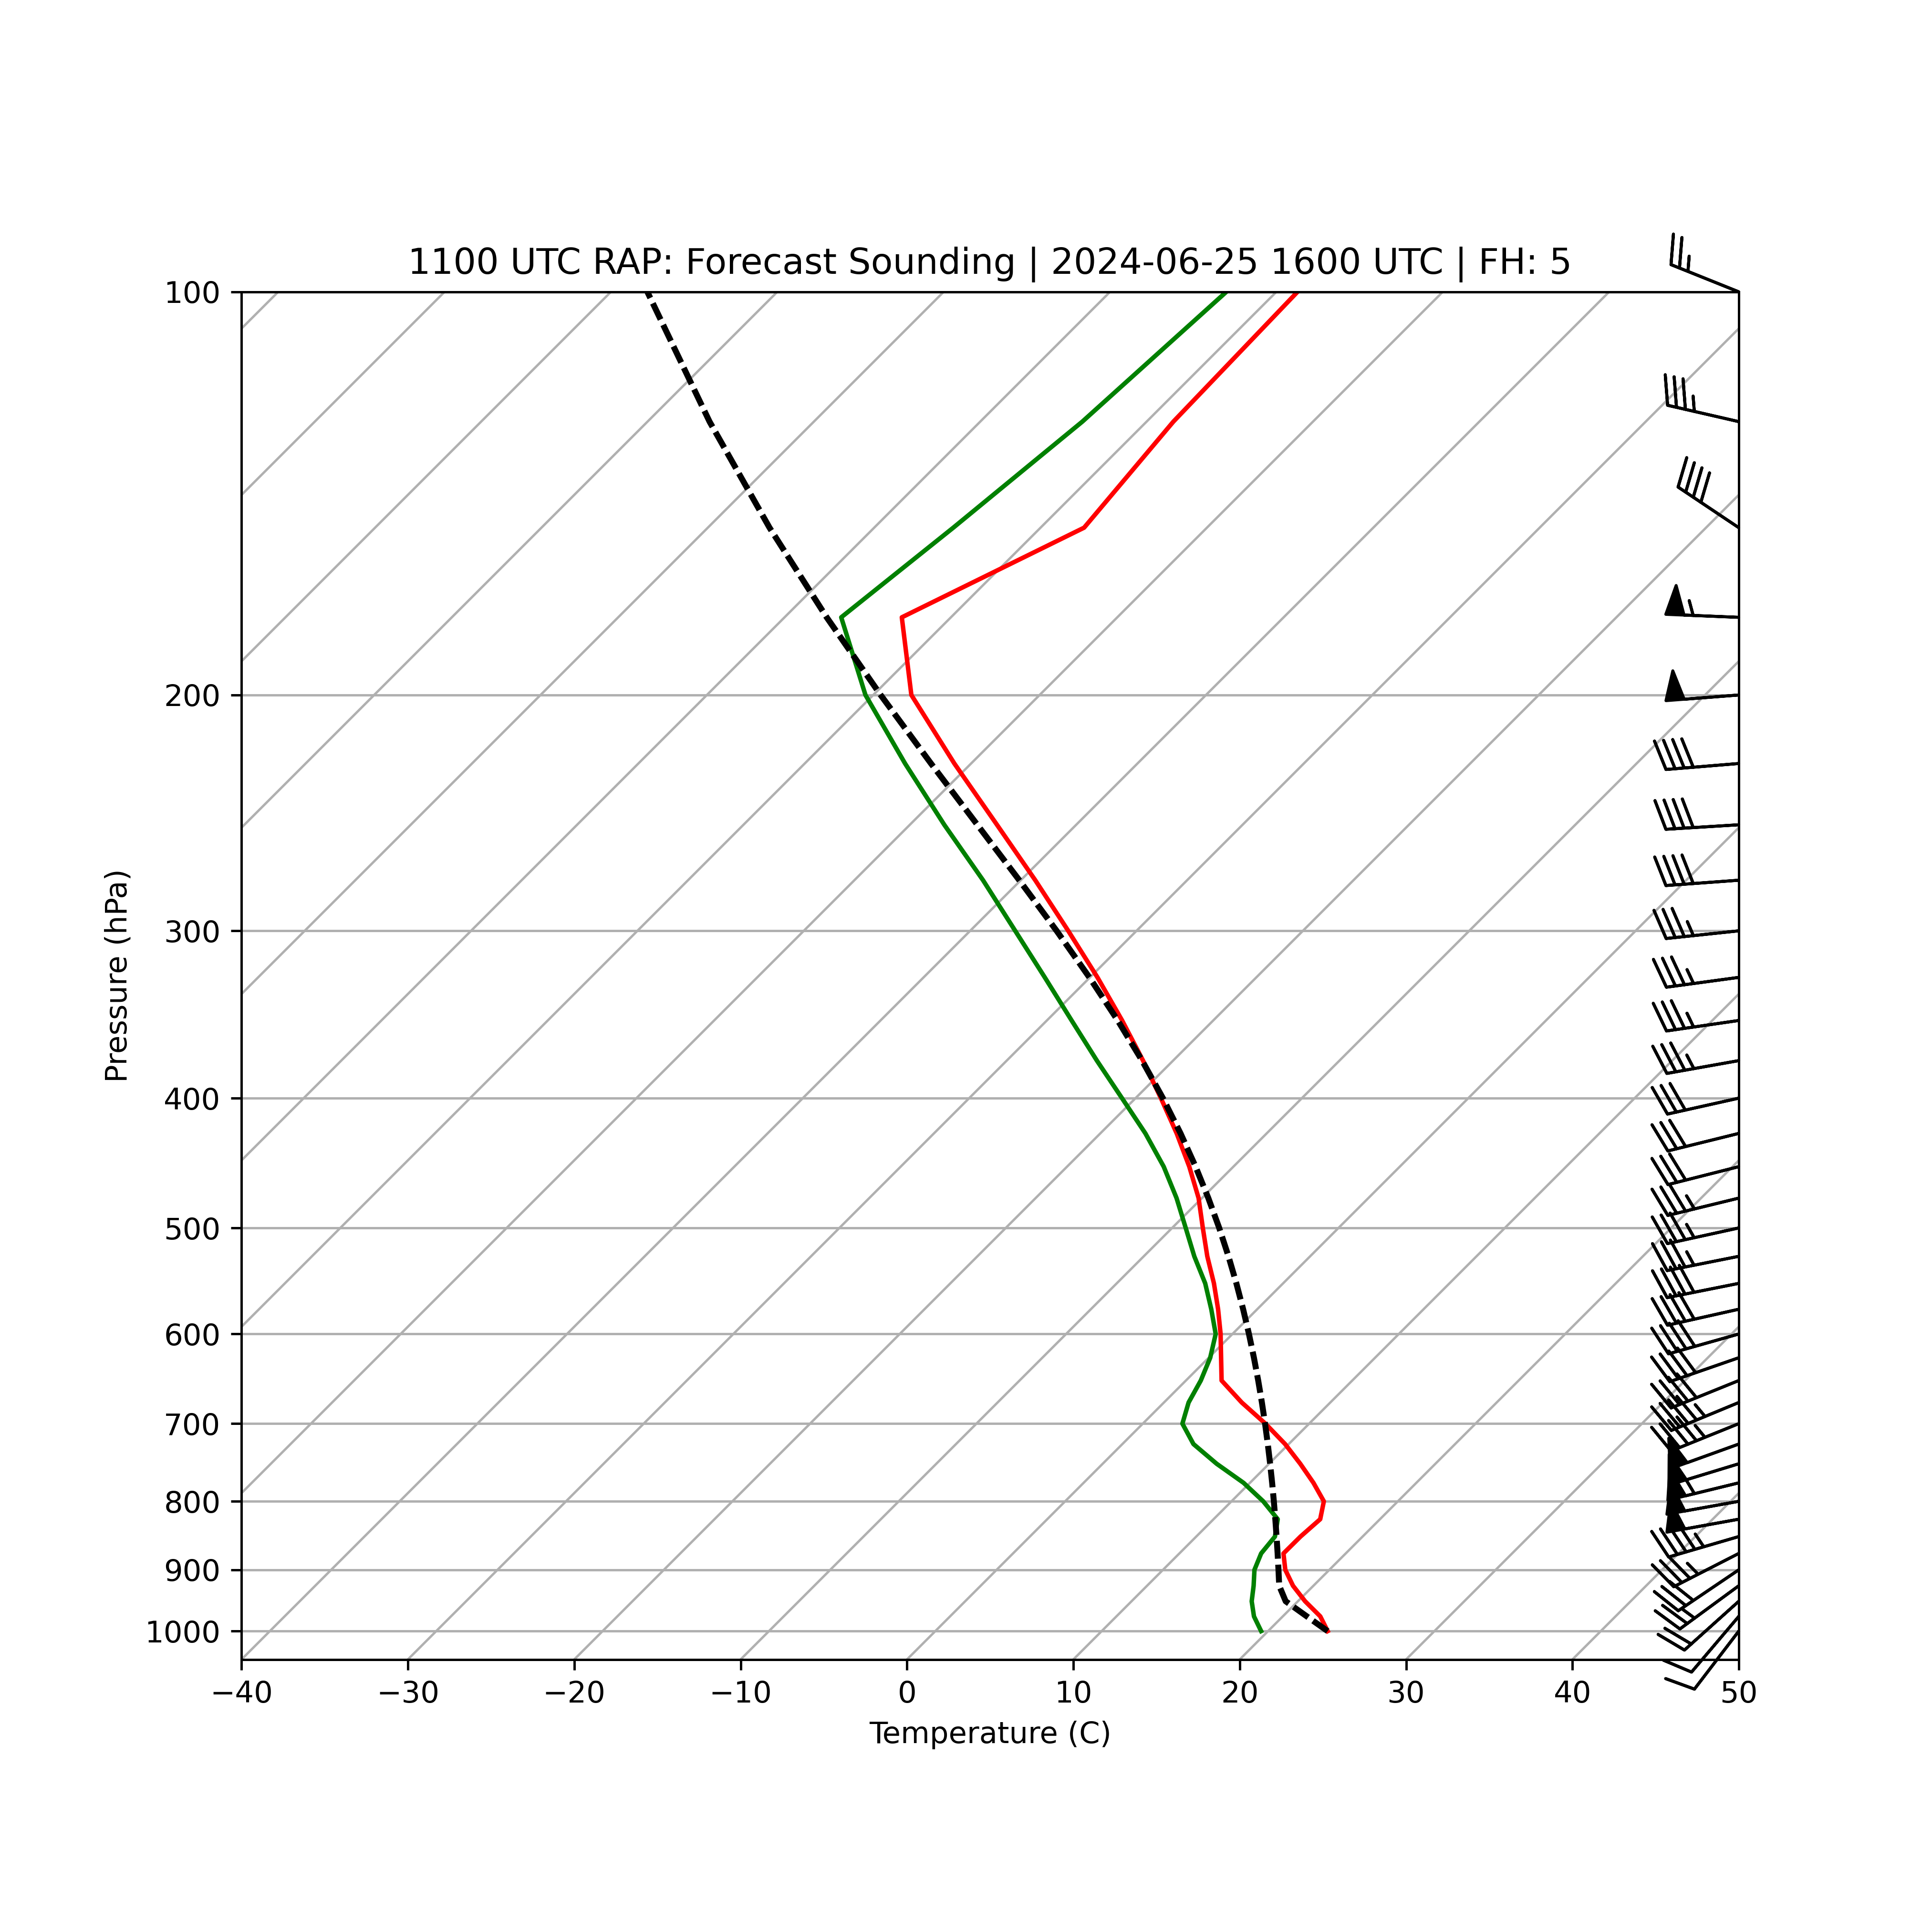 1100 UTC RAP: Forecast Sounding | 2024-06-25 1600 UTC | FH: 5
100
200
300
400
500
600
700
800
900
1000
Pressure (hPa)
−40 −30 −20 −10 0 10 20 30 40 50
Temperature (C)